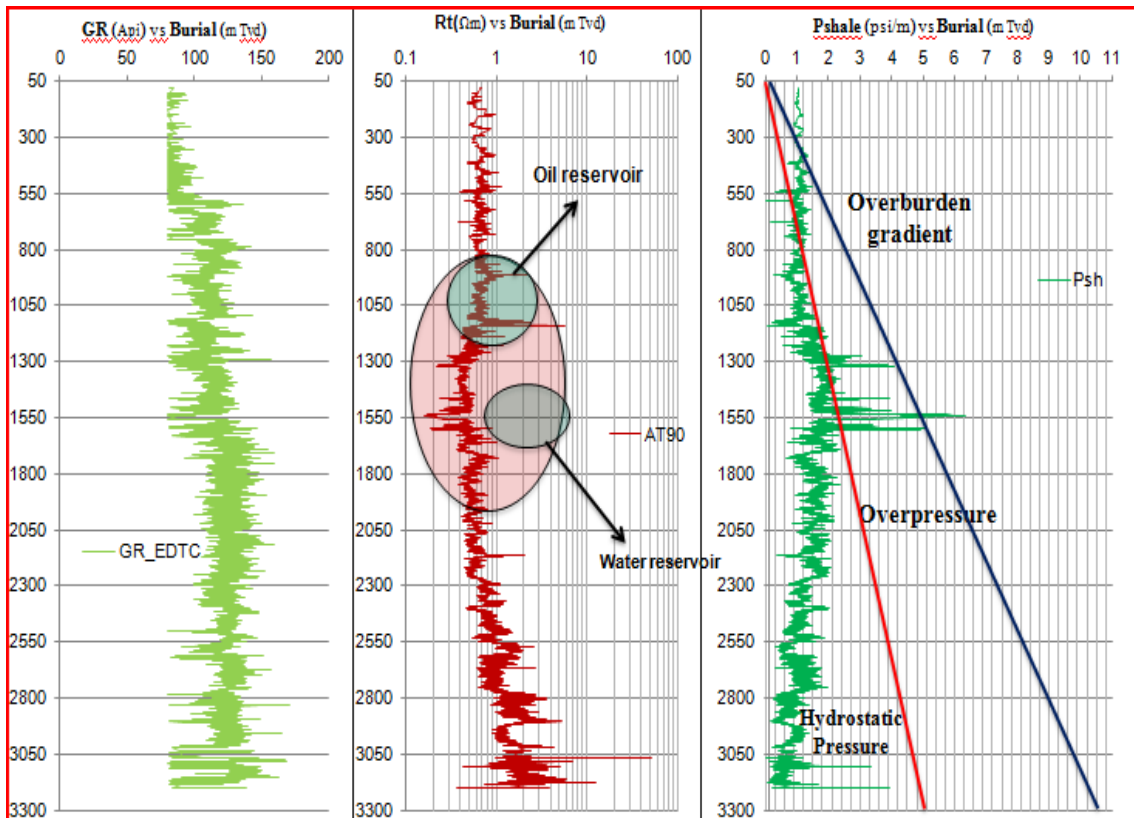 GR (Api) vs Burial (m Tvd)
0 50 100 150 200
50
300
550
800
1050
1300
1550
1800
2050
2300
2550
2800
3050
3300
GR_EDTC
Rt(Ωm) vs Burial (m Tvd)
0.1 1 10 100
50
300
550
800
1050
1300
1550
1800
2050
2300
2550
2800
3050
3300
Oil reservoir
AT90
Water reservoir
Pshale (psi/m) vs Burial (m Tvd)
0 1 2 3 4 5 6 7 8 9 10 11
50
300
550
800
1050
1300
1550
1800
2050
2300
2550
2800
3050
3300
Overburden
gradient
Psh
Overpressure
Hydrostatic
Pressure